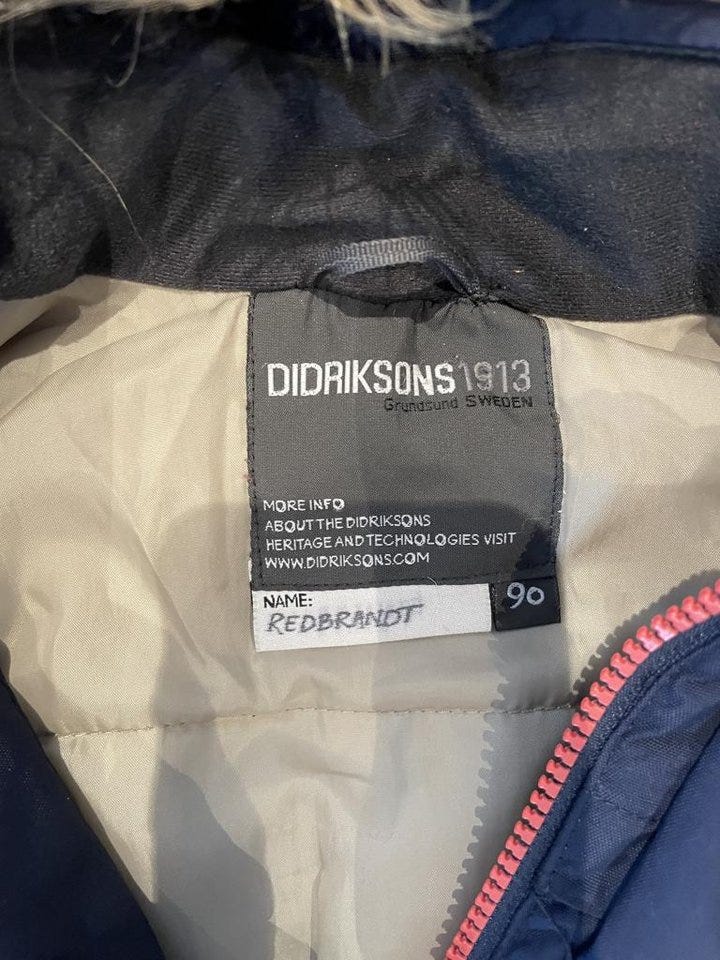 DIDRIKSONS1913
Grundsund SWEDEN
MORE INFO
ABOUT THE DIDRIKSONS
HERITAGE AND TECHNOLOGIES VISIT
WWW.DIDRIKSONS.COM
NAME:
REDBRANDT
90